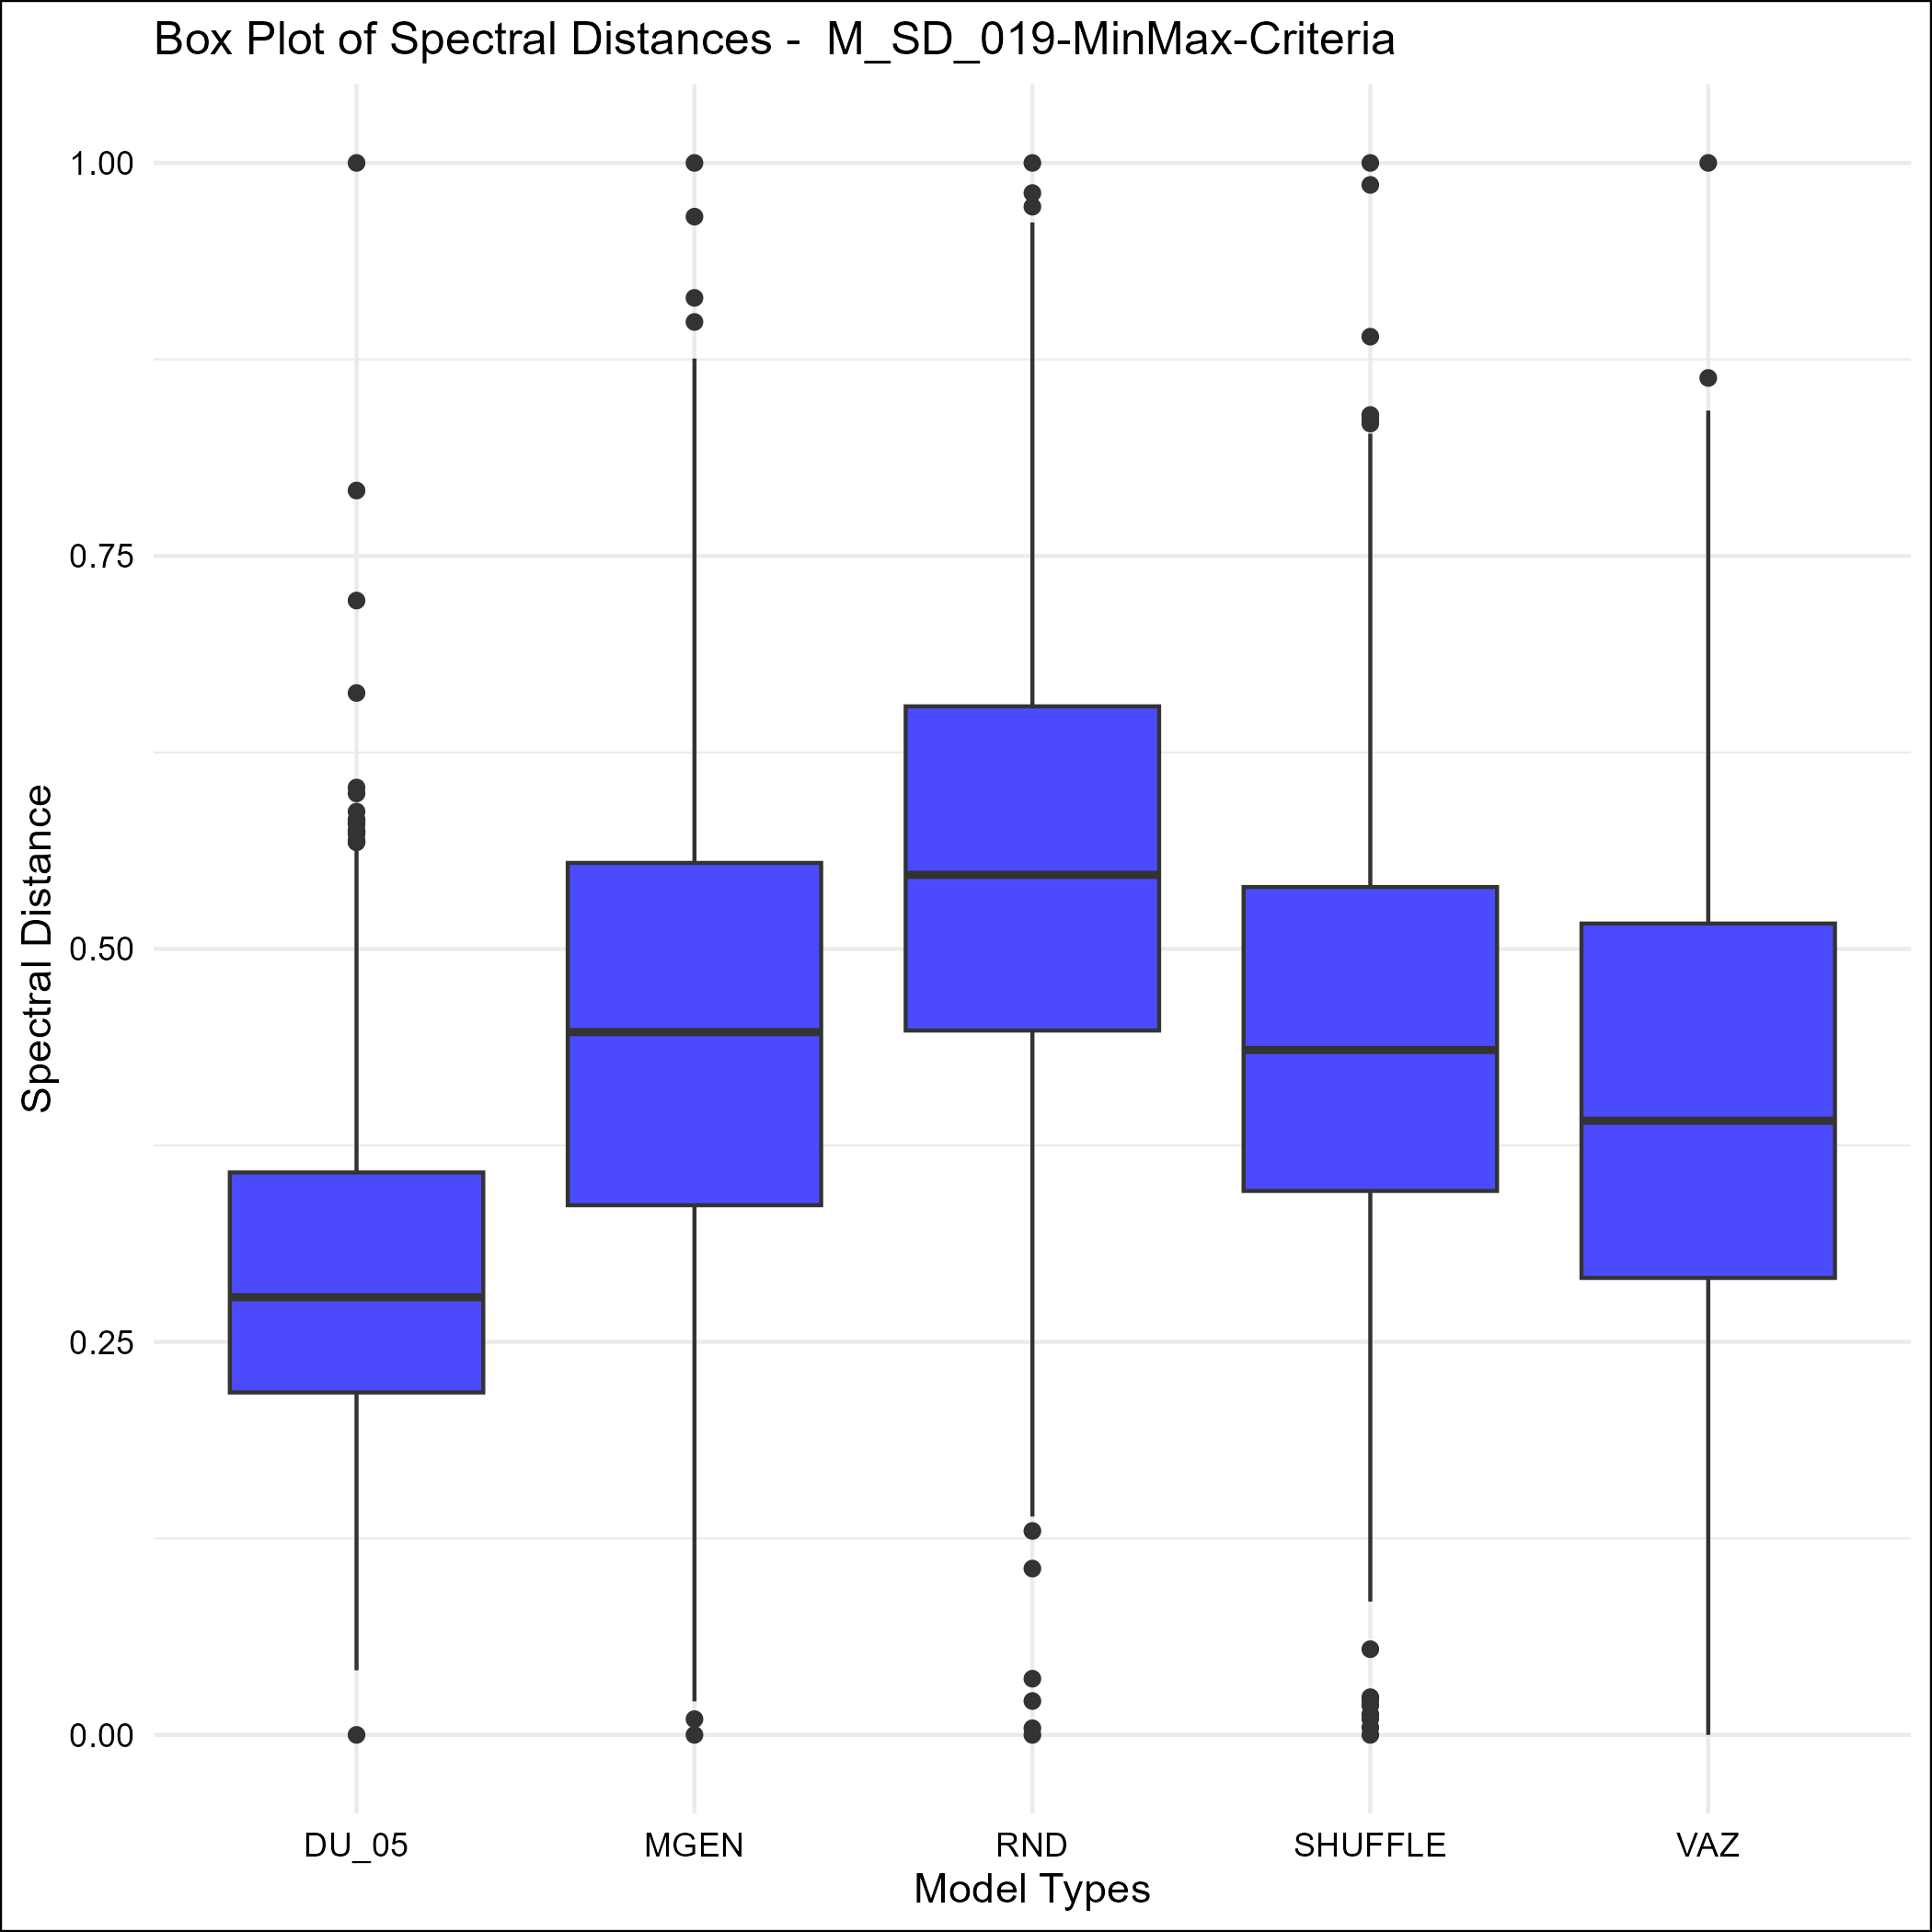 Box Plot of Spectral Distances -  M_SD_019-MinMax-Criteria
1.00
0.75
0.50
0.25
0.00
Spectral Distance
DU_05 MGEN RND SHUFFLE VAZ
Model Types